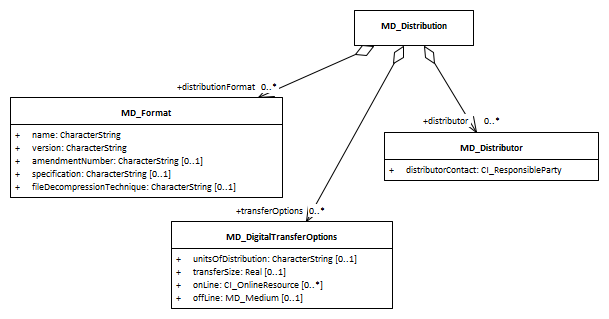 MD_Distribution
+distributionFormat 0..*
MD_Format
+ name: CharacterString
+ version: CharacterString
+ amendmentNumber: CharacterString [0..1]
+ specification: CharacterString [0..1]
+ fileDecompressionTechnique: CharacterString [0..1]
+distributor 0..*
MD_Distributor
+ distributorContact: CI_ResponsibleParty
+transferOptions 0..*
MD_DigitalTransferOptions
+ unitsOfDistribution: CharacterString [0..1]
+ transferSize: Real [0..1]
+ onLine: CI_OnlineResource [0..*]
+ offLine: MD_Medium [0..1]